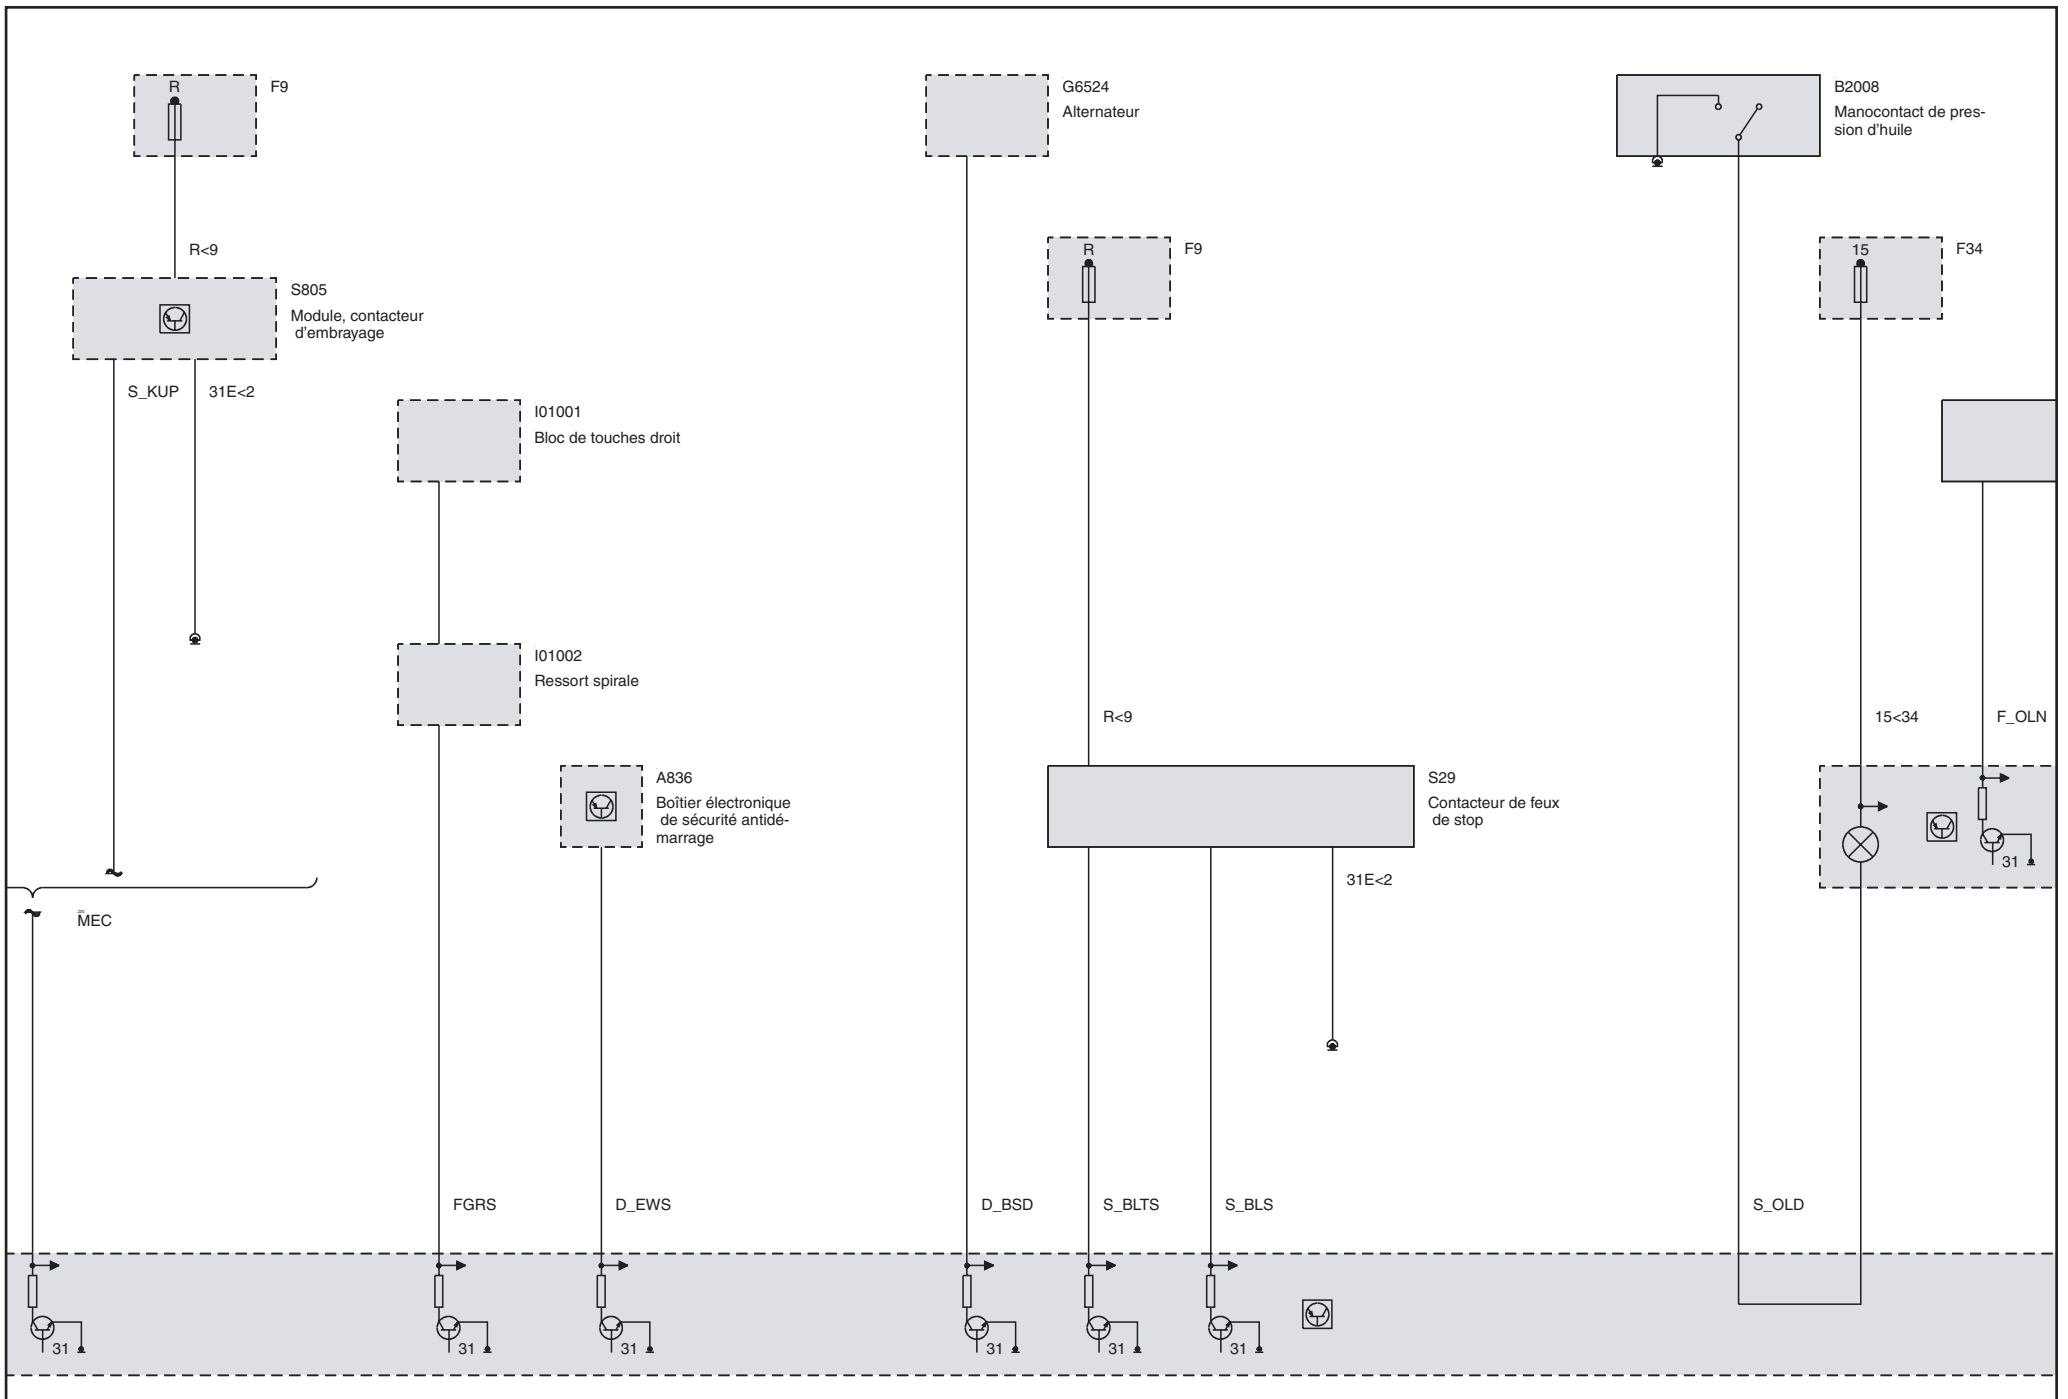 R
F9
G6524
Alternateur
B2008
Manocontact de pres-
sion d'huile
R<9
R
F9
15
F34
S805
Module, contacteur
d'embrayage
S_KUP
31E<2
I01001
Bloc de touches droit
I01002
Ressort spirale
R<9
15<34
F_OLN
A836
Boîtier électronique
de sécurité antidé-
marrage
S29
Contacteur de feux
de stop
31
31E<2
MEC
FGRS
D_EWS
D_BSD
S_BLTS
S_BLS
S_OLD
31
31
31
31
31
31